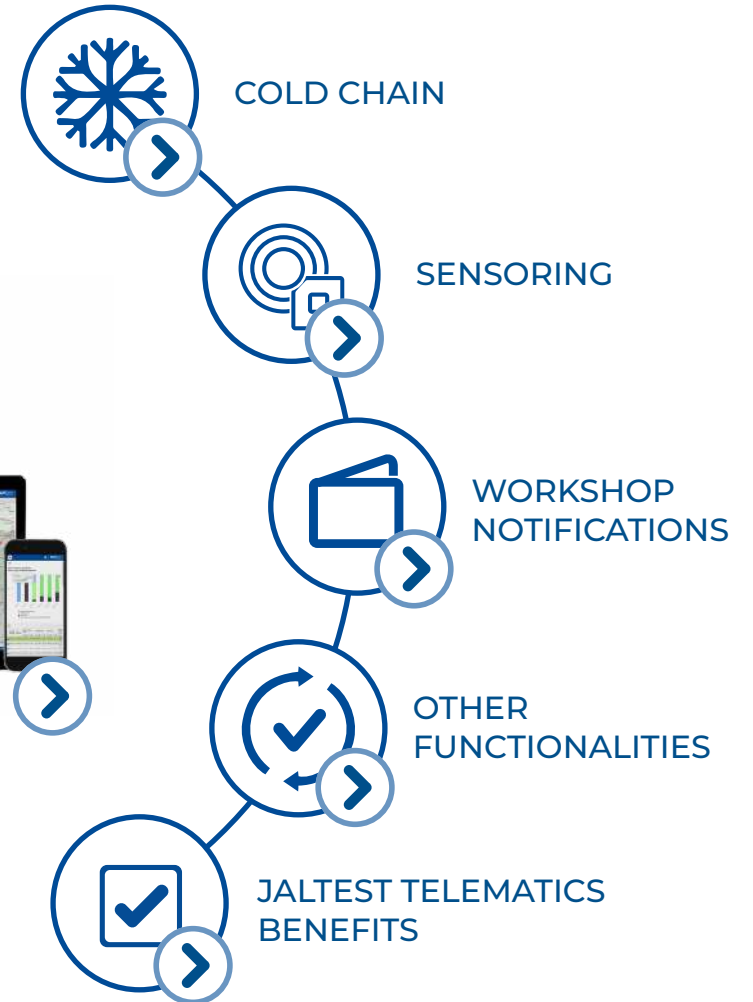 COLD CHAIN
SENSORING
WORKSHOP
NOTIFICATIONS
OTHER
FUNCTIONALITIES
JALTEST TELEMATICS
BENEFITS